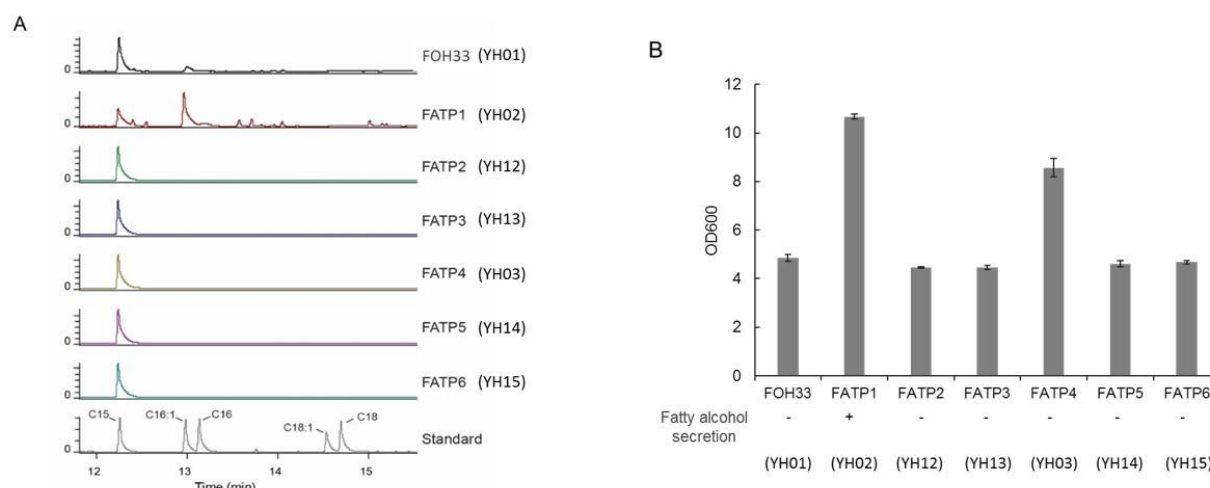 A
0
FOH33 (YH01)
0
FATP1 (YH02)
0
FATP2 (YH12)
0
FATP3 (YH13)
0
FATP4 (YH03)
0
FATP5 (YH14)
0
FATP6 (YH15)
C15 C16:1 C16 C18:1 C18
0
Standard
12 13 14 15
Time (min)
B
12
10
8
6
4
2
0
OD600
FOH33 FATP1 FATP2 FATP3 FATP4 FATP5 FATP6
Fatty alcohol
secretion
- + - - - - -
(YH01) (YH02) (YH12) (YH13) (YH03) (YH14) (YH15)